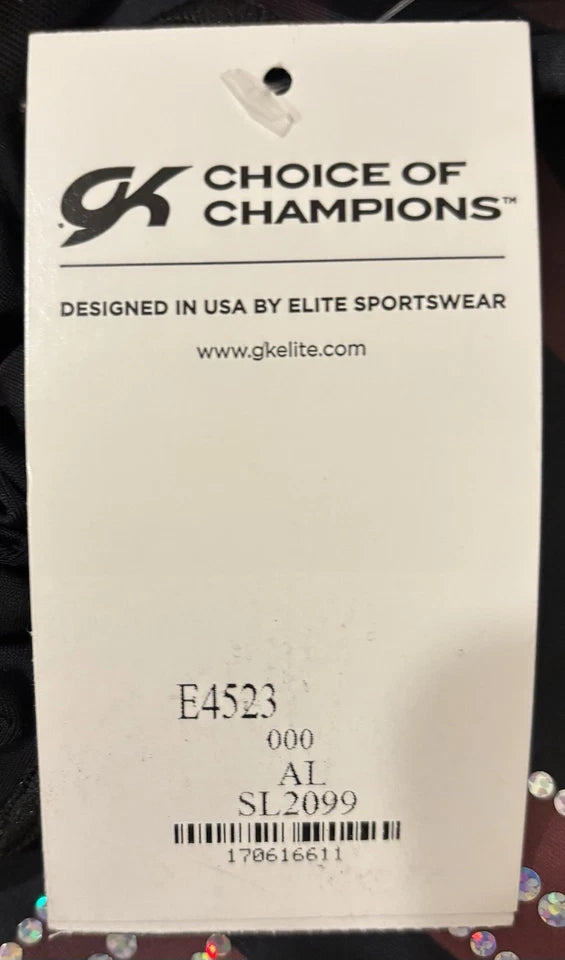 GK CHOICE OF
CHAMPIONS™
DESIGNED IN USA BY ELITE SPORTSWEAR
www.gkelite.com
E4523
000
AL
SL2099
170616611